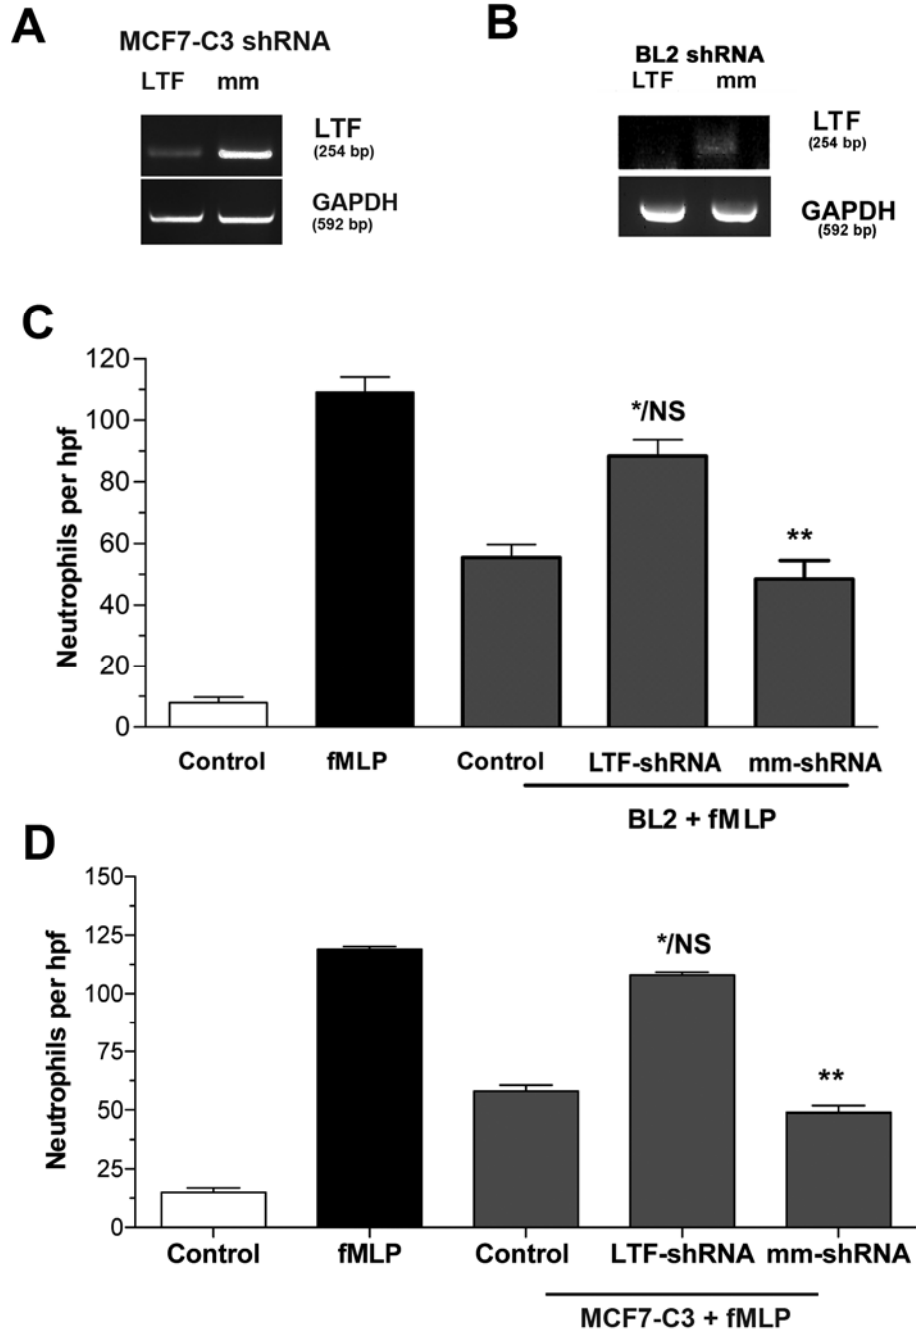 A
MCF7-C3 shRNA
LTF mm
LTF
(254 bp)
GAPDH
(592 bp)
B
BL2 shRNA
LTF mm
LTF
(254 bp)
GAPDH
(592 bp)
C
Neutrophils per hpf
120
100
80
60
40
20
0
*/NS
**
Control fMLP Control LTF-shRNA mm-shRNA
BL2 + fMLP
D
Neutrophils per hpf
150
125
100
75
50
25
0
*/NS
**
Control fMLP Control LTF-shRNA mm-shRNA
MCF7-C3 + fMLP